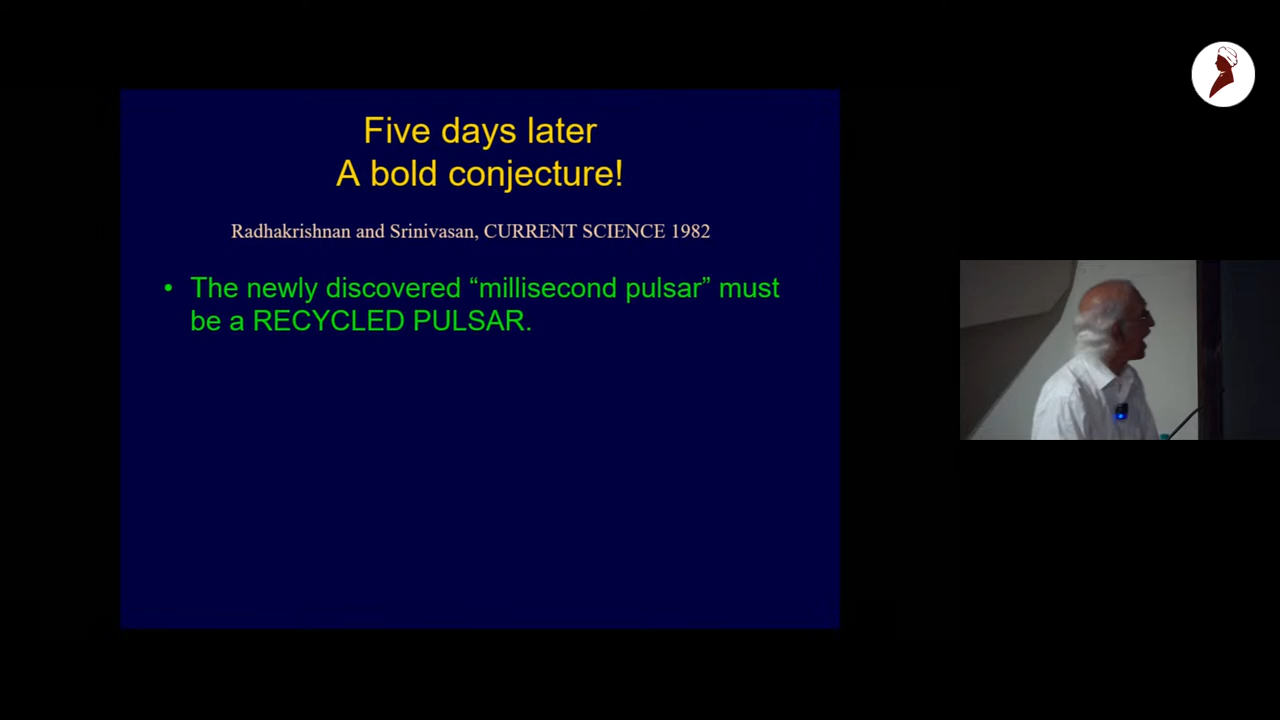 Five days later
A bold conjecture!
Radhakrishnan and Srinivasan, CURRENT SCIENCE 1982
• The newly discovered “millisecond pulsar” must
be a RECYCLED PULSAR.